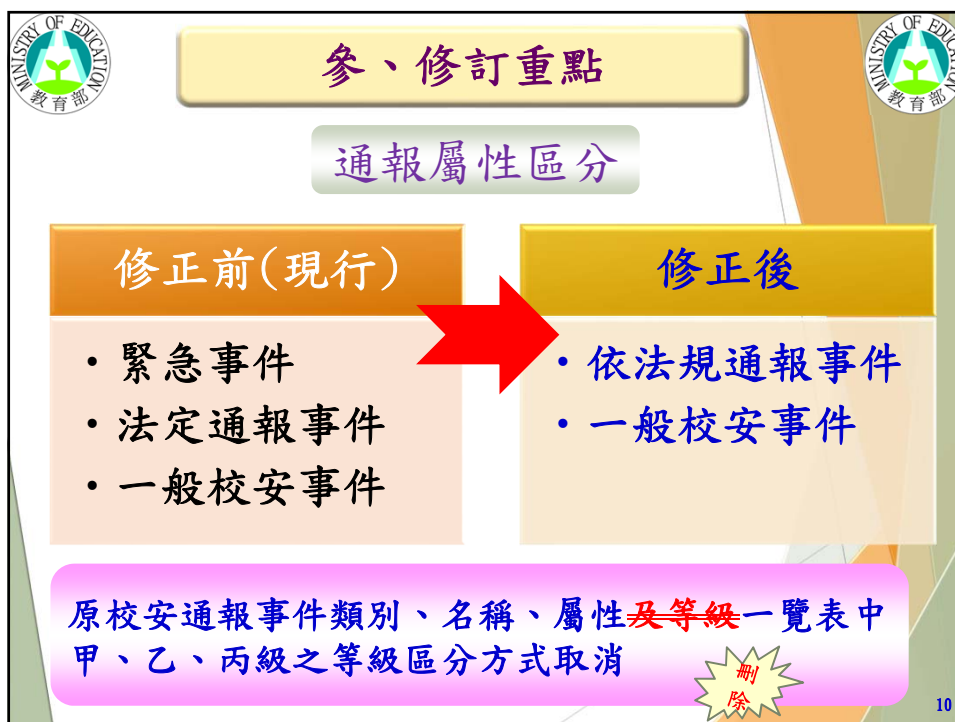 MINISTRY OF EDUCATION
教育部
MINISTRY OF EDUCATION
教育部
參、修訂重點
通報屬性區分
修正前(現行)
・緊急事件
・法定通報事件
・一般校安事件
修正後
・依法規通報事件
・一般校安事件
原校安通報事件類別、名稱、屬性及等級一覽表中
甲、乙、丙級之等級區分方式取消
刪
除
10